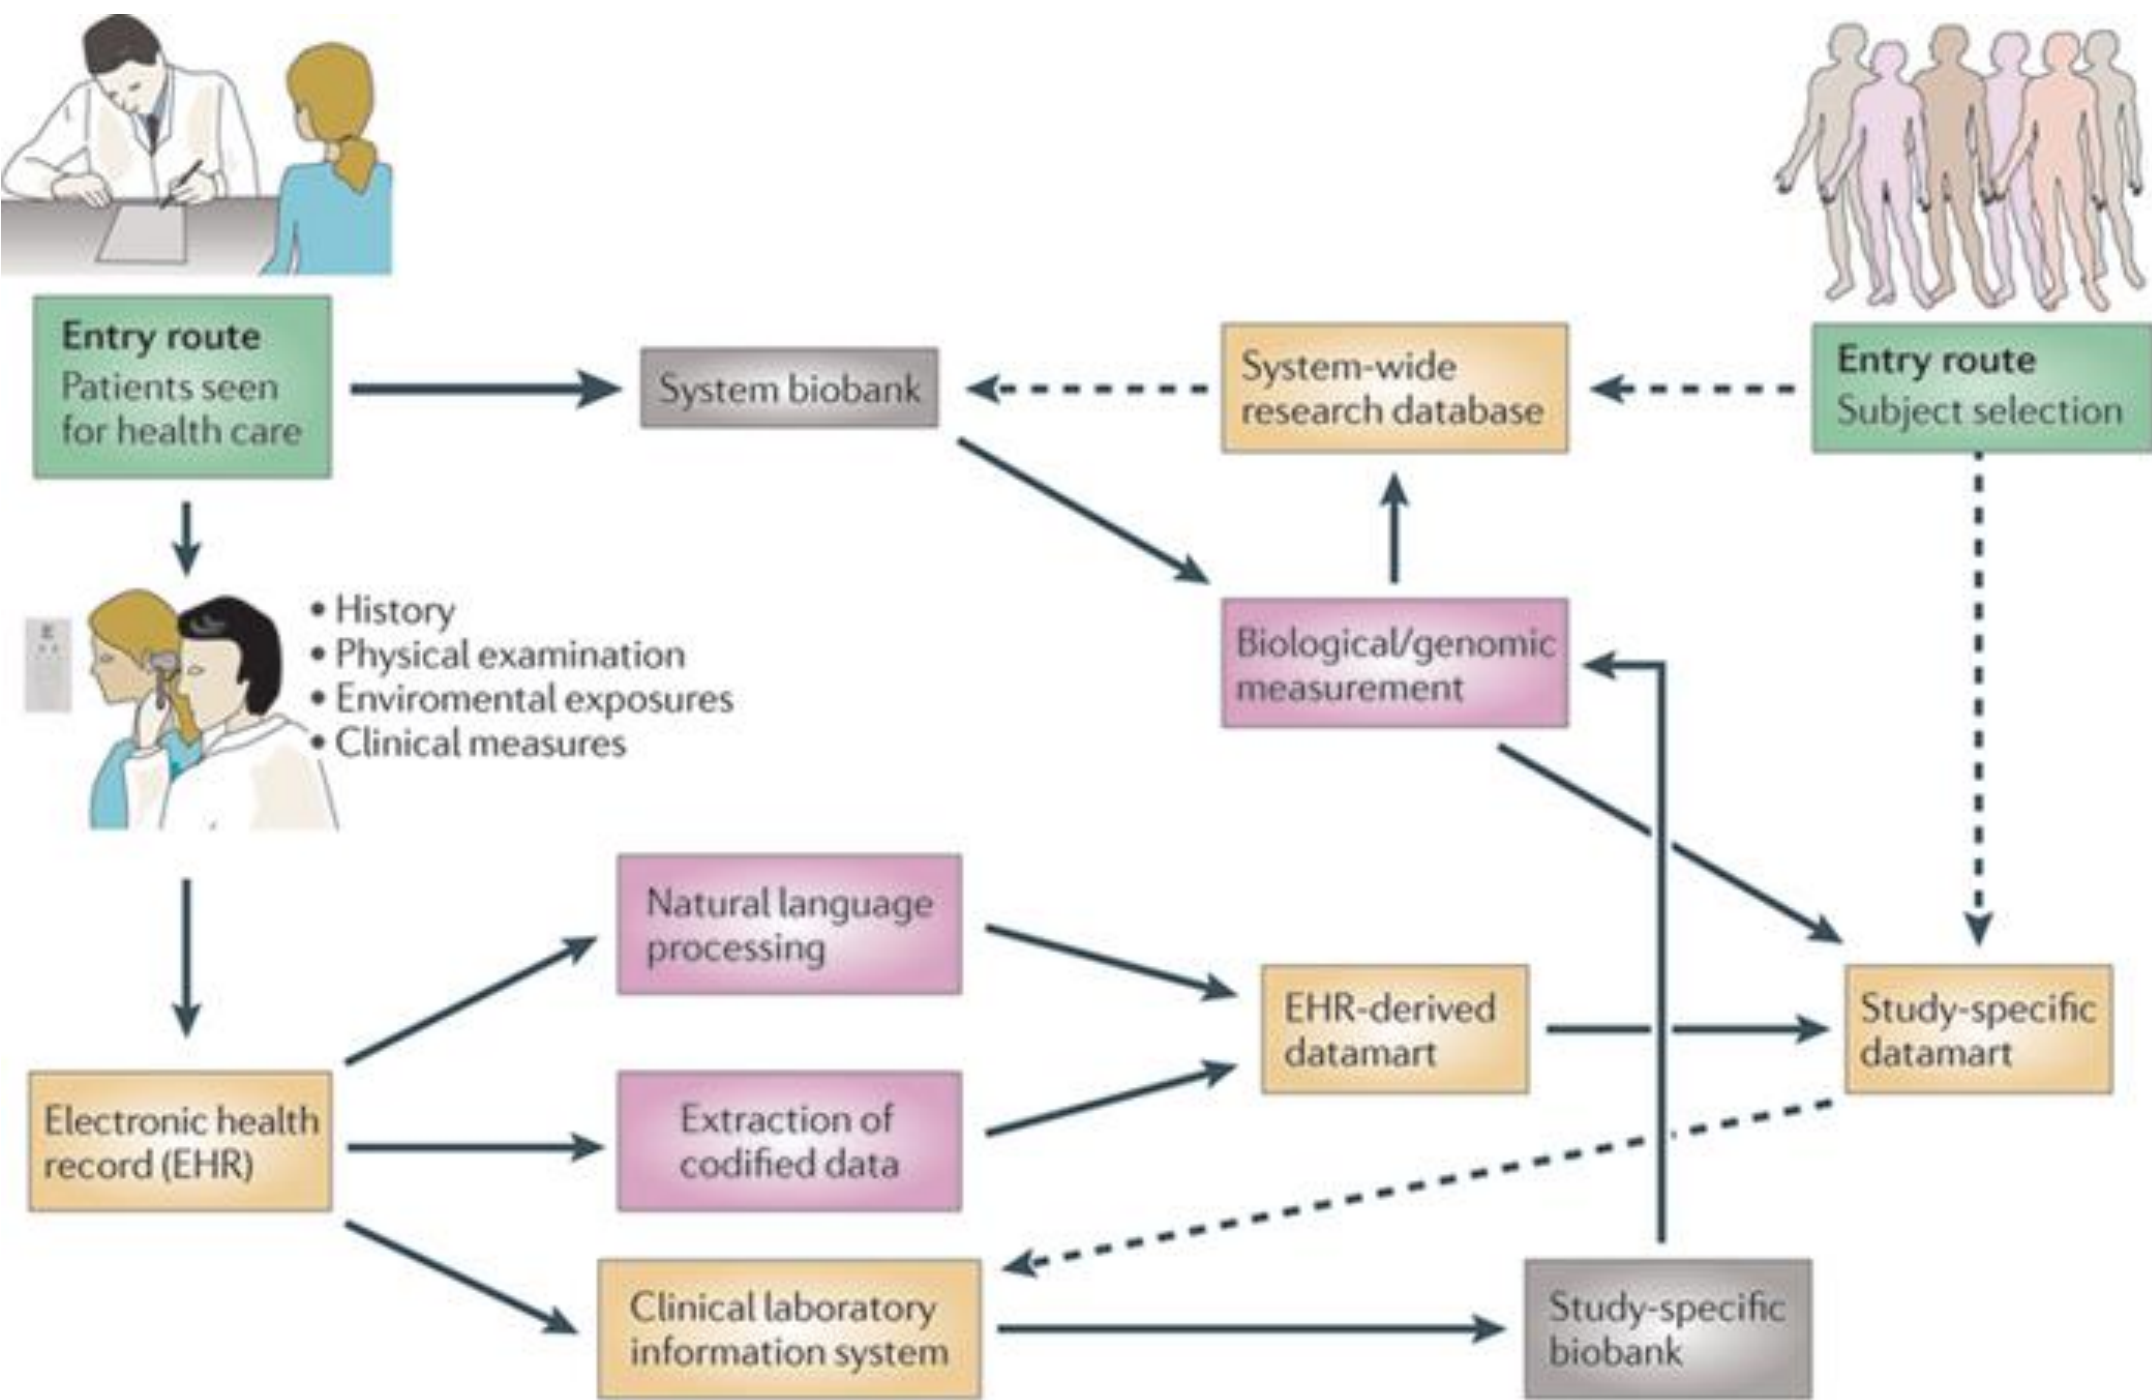 Entry route
Patients seen
for health care
System biobank
System-wide
research database
Entry route
Subject selection
• History
• Physical examination
• Enviromental exposures
• Clinical measures
Biological/genomic
measurement
Natural language
processing
EHR-derived
datamart
Study-specific
datamart
Electronic health
record (EHR)
Extraction of
codified data
Clinical laboratory
information system
Study-specific
biobank